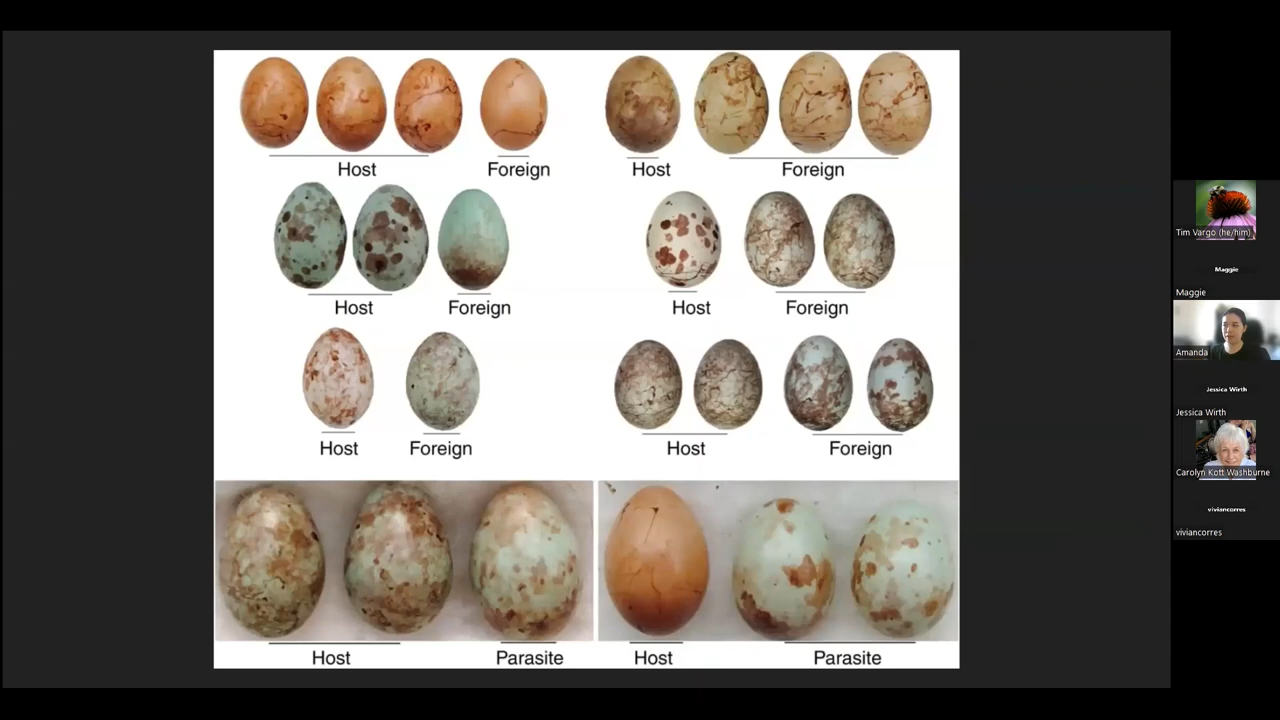 Host
Foreign
Host
Foreign
Host
Foreign
Host
Foreign
Host
Foreign
Host
Foreign
Host
Parasite
Host
Parasite
Tim Vargo (he/him)
Maggie
Maggie
Amanda
Jessica Wirth
Jessica Wirth
Carolyn Kott Washburne
viviancorres
viviancorres